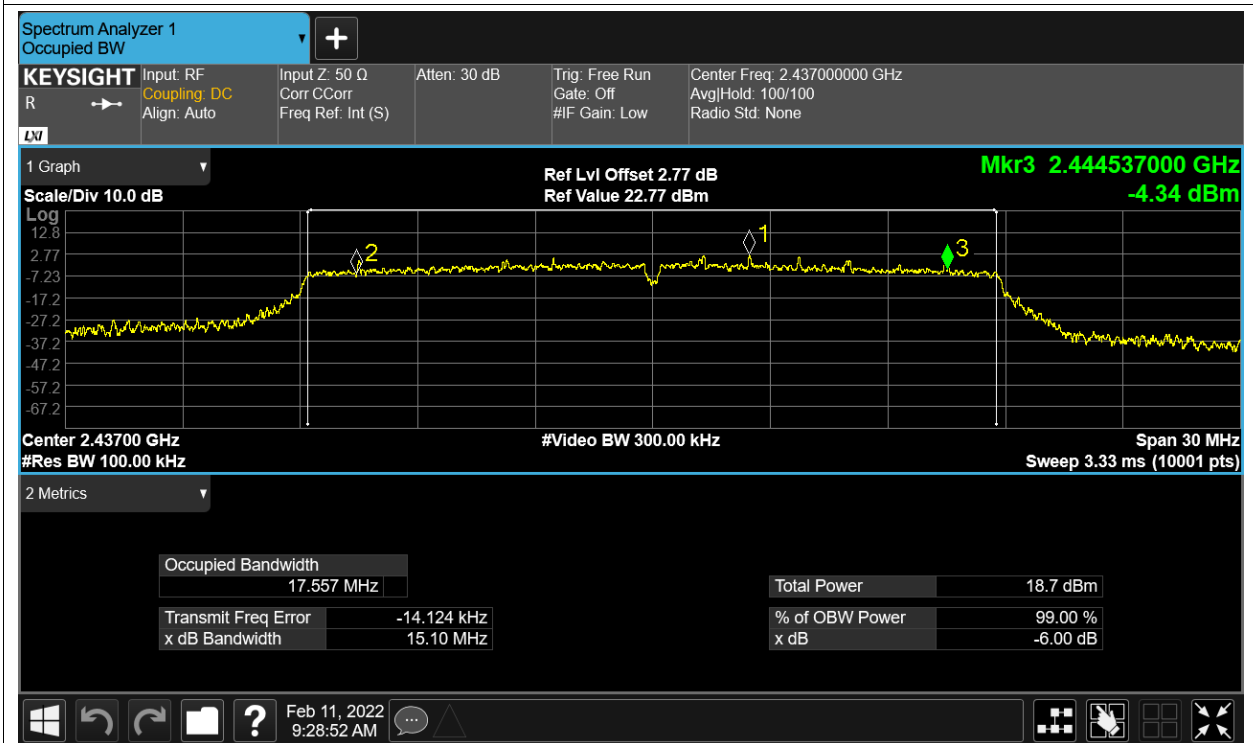 Spectrum Analyzer 1
Occupied BW
+
KEYSIGHT
R
LXI
Input: RF
Coupling: DC
Align: Auto
Input Z: 50 Ω
Corr CCorr
Freq Ref: Int (S)
Atten: 30 dB
Trig: Free Run
Gate: Off
#IF Gain: Low
Center Freq: 2.437000000 GHz
Avg|Hold: 100/100
Radio Std: None
1 Graph
Scale/Div 10.0 dB
Ref Lvl Offset 2.77 dB
Ref Value 22.77 dBm
Mkr3 2.444537000 GHz
-4.34 dBm
Log
12.8
2.77
-7.23
-17.2
-27.2
-37.2
-47.2
-57.2
-67.2
2
1
3
Center 2.43700 GHz
#Res BW 100.00 kHz
#Video BW 300.00 kHz
Span 30 MHz
Sweep 3.33 ms (10001 pts)
2 Metrics
Occupied Bandwidth
17.557 MHz
Transmit Freq Error -14.124 kHz
x dB Bandwidth 15.10 MHz
Total Power 18.7 dBm
% of OBW Power 99.00 %
x dB -6.00 dB
?
Feb 11, 2022
9:28:52 AM